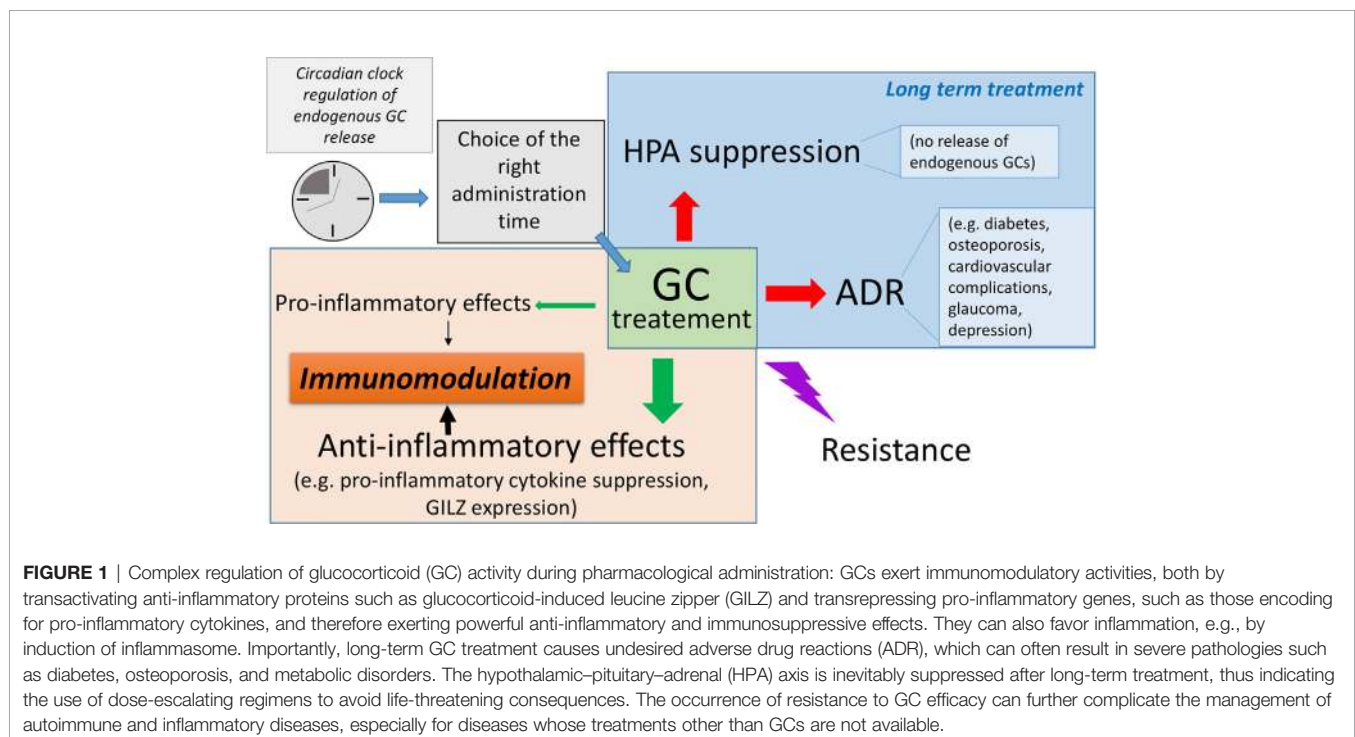 Circadian clock
regulation of
endogenous GC
release
Choice of the
right
administration
time
Long term treatment
HPA suppression
(no release of
endogenous GCs)
GC
treatement
ADR
(e.g. diabetes,
osteoporosis,
cardiovascular
complications,
glaucoma,
depression)
Pro-inflammatory effects
Immunomodulation
Anti-inflammatory effects
(e.g. pro-inflammatory cytokine suppression,
GILZ expression)
Resistance
FIGURE 1 | Complex regulation of glucocorticoid (GC) activity during pharmacological administration: GCs exert immunomodulatory activities, both by
transactivating anti-inflammatory proteins such as glucocorticoid-induced leucine zipper (GILZ) and transrepressing pro-inflammatory genes, such as those encoding
for pro-inflammatory cytokines, and therefore exerting powerful anti-inflammatory and immunosuppressive effects. They can also favor inflammation, e.g., by
induction of inflammasome. Importantly, long-term GC treatment causes undesired adverse drug reactions (ADR), which can often result in severe pathologies such
as diabetes, osteoporosis, and metabolic disorders. The hypothalamic–pituitary–adrenal (HPA) axis is inevitably suppressed after long-term treatment, thus indicating
the use of dose-escalating regimens to avoid life-threatening consequences. The occurrence of resistance to GC efficacy can further complicate the management of
autoimmune and inflammatory diseases, especially for diseases whose treatments other than GCs are not available.